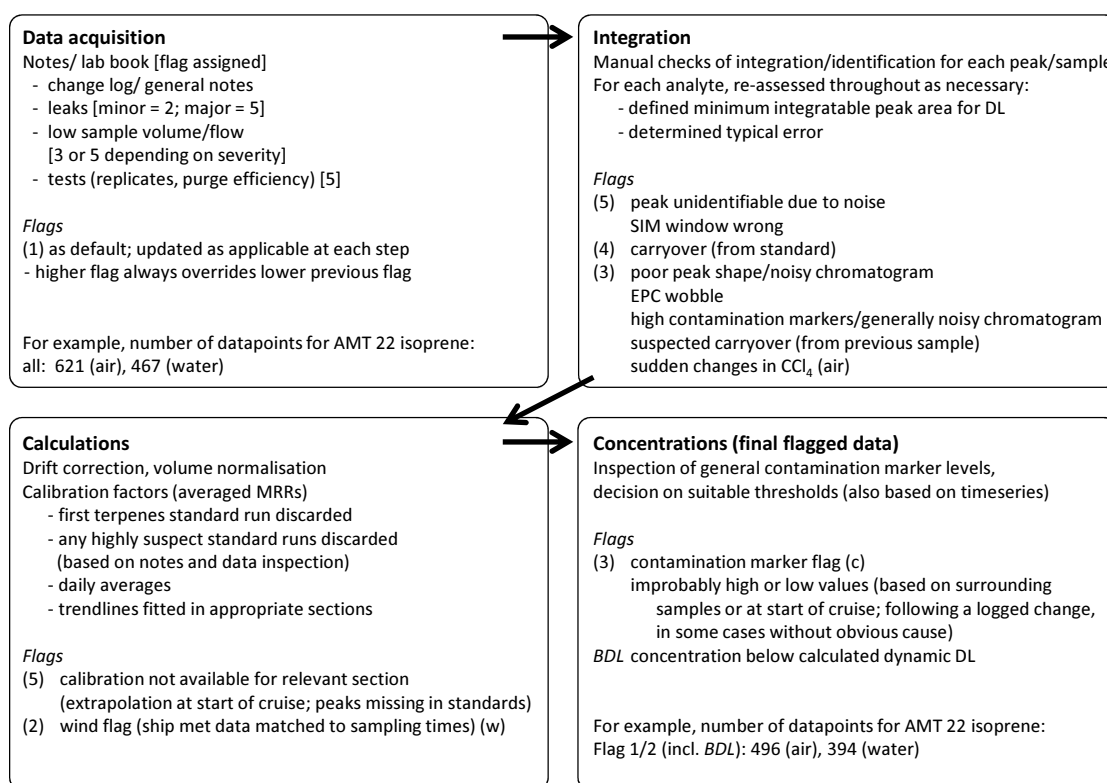 Data acquisition
Notes/ lab book [flag assigned]
- change log/ general notes
- leaks [minor = 2; major = 5]
- low sample volume/flow
[3 or 5 depending on severity]
- tests (replicates, purge efficiency) [5]
Flags
(1) as default; updated as applicable at each step
- higher flag always overrides lower previous flag
For example, number of datapoints for AMT 22 isoprene:
all: 621 (air), 467 (water)
Integration
Manual checks of integration/identification for each peak/sample
For each analyte, re-assessed throughout as necessary:
- defined minimum integratable peak area for DL
- determined typical error
Flags
(5) peak unidentifiable due to noise
SIM window wrong
(4) carryover (from standard)
(3) poor peak shape/noisy chromatogram
EPC wobble
high contamination markers/generally noisy chromatogram
suspected carryover (from previous sample)
sudden changes in CCl₄ (air)
Calculations
Drift correction, volume normalisation
Calibration factors (averaged MRRs)
- first terpenes standard run discarded
- any highly suspect standard runs discarded
(based on notes and data inspection)
- daily averages
- trendlines fitted in appropriate sections
Flags
(5) calibration not available for relevant section
(extrapolation at start of cruise; peaks missing in standards)
(2) wind flag (ship met data matched to sampling times) (w)
Concentrations (final flagged data)
Inspection of general contamination marker levels,
decision on suitable thresholds (also based on timeseries)
Flags
(3) contamination marker flag (c)
improbably high or low values (based on surrounding
samples or at start of cruise; following a logged change,
in some cases without obvious cause)
BDL concentration below calculated dynamic DL
For example, number of datapoints for AMT 22 isoprene:
Flag 1/2 (incl. BDL): 496 (air), 394 (water)